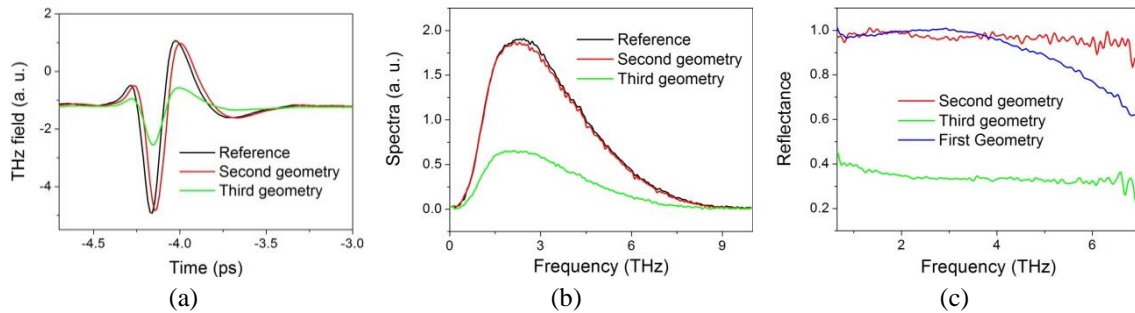 THz field (a. u.)
2
0
-2
-4
Reference
Second geometry
Third geometry
-4.5
-4.0
-3.5
-3.0
Time (ps)
(a)
Spectra (a. u.)
2.0
1.5
1.0
0.5
0.0
Reference
Second geometry
Third geometry
0
3
6
9
Frequency (THz)
(b)
Reflectance
1.0
0.8
0.6
0.4
0.2
Second geometry
Third geometry
First Geometry
2
4
6
Frequency (THz)
(c)